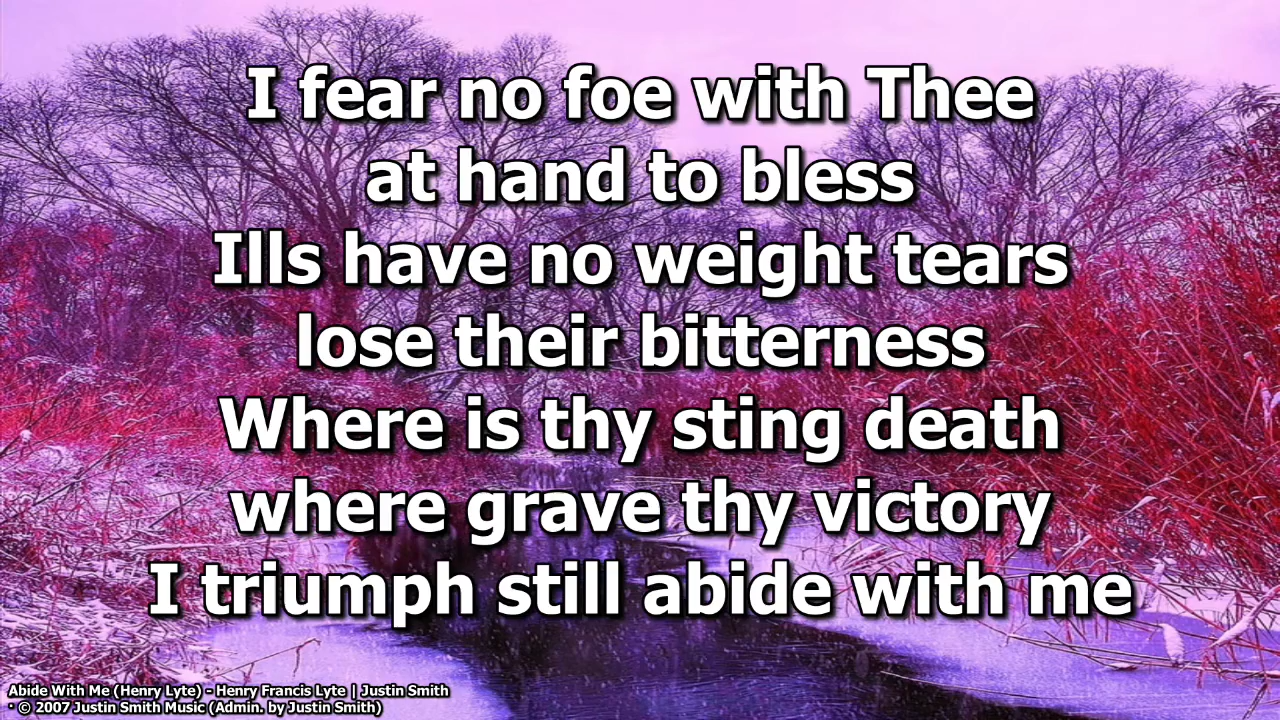 I fear no foe with Thee
at hand to bless
Ills have no weight tears
lose their bitterness
Where is thy sting death
where grave thy victory
I triumph still abide with me
Abide With Me (Henry Lyte) - Henry Francis Lyte | Justin Smith
· © 2007 Justin Smith Music (Admin. by Justin Smith)